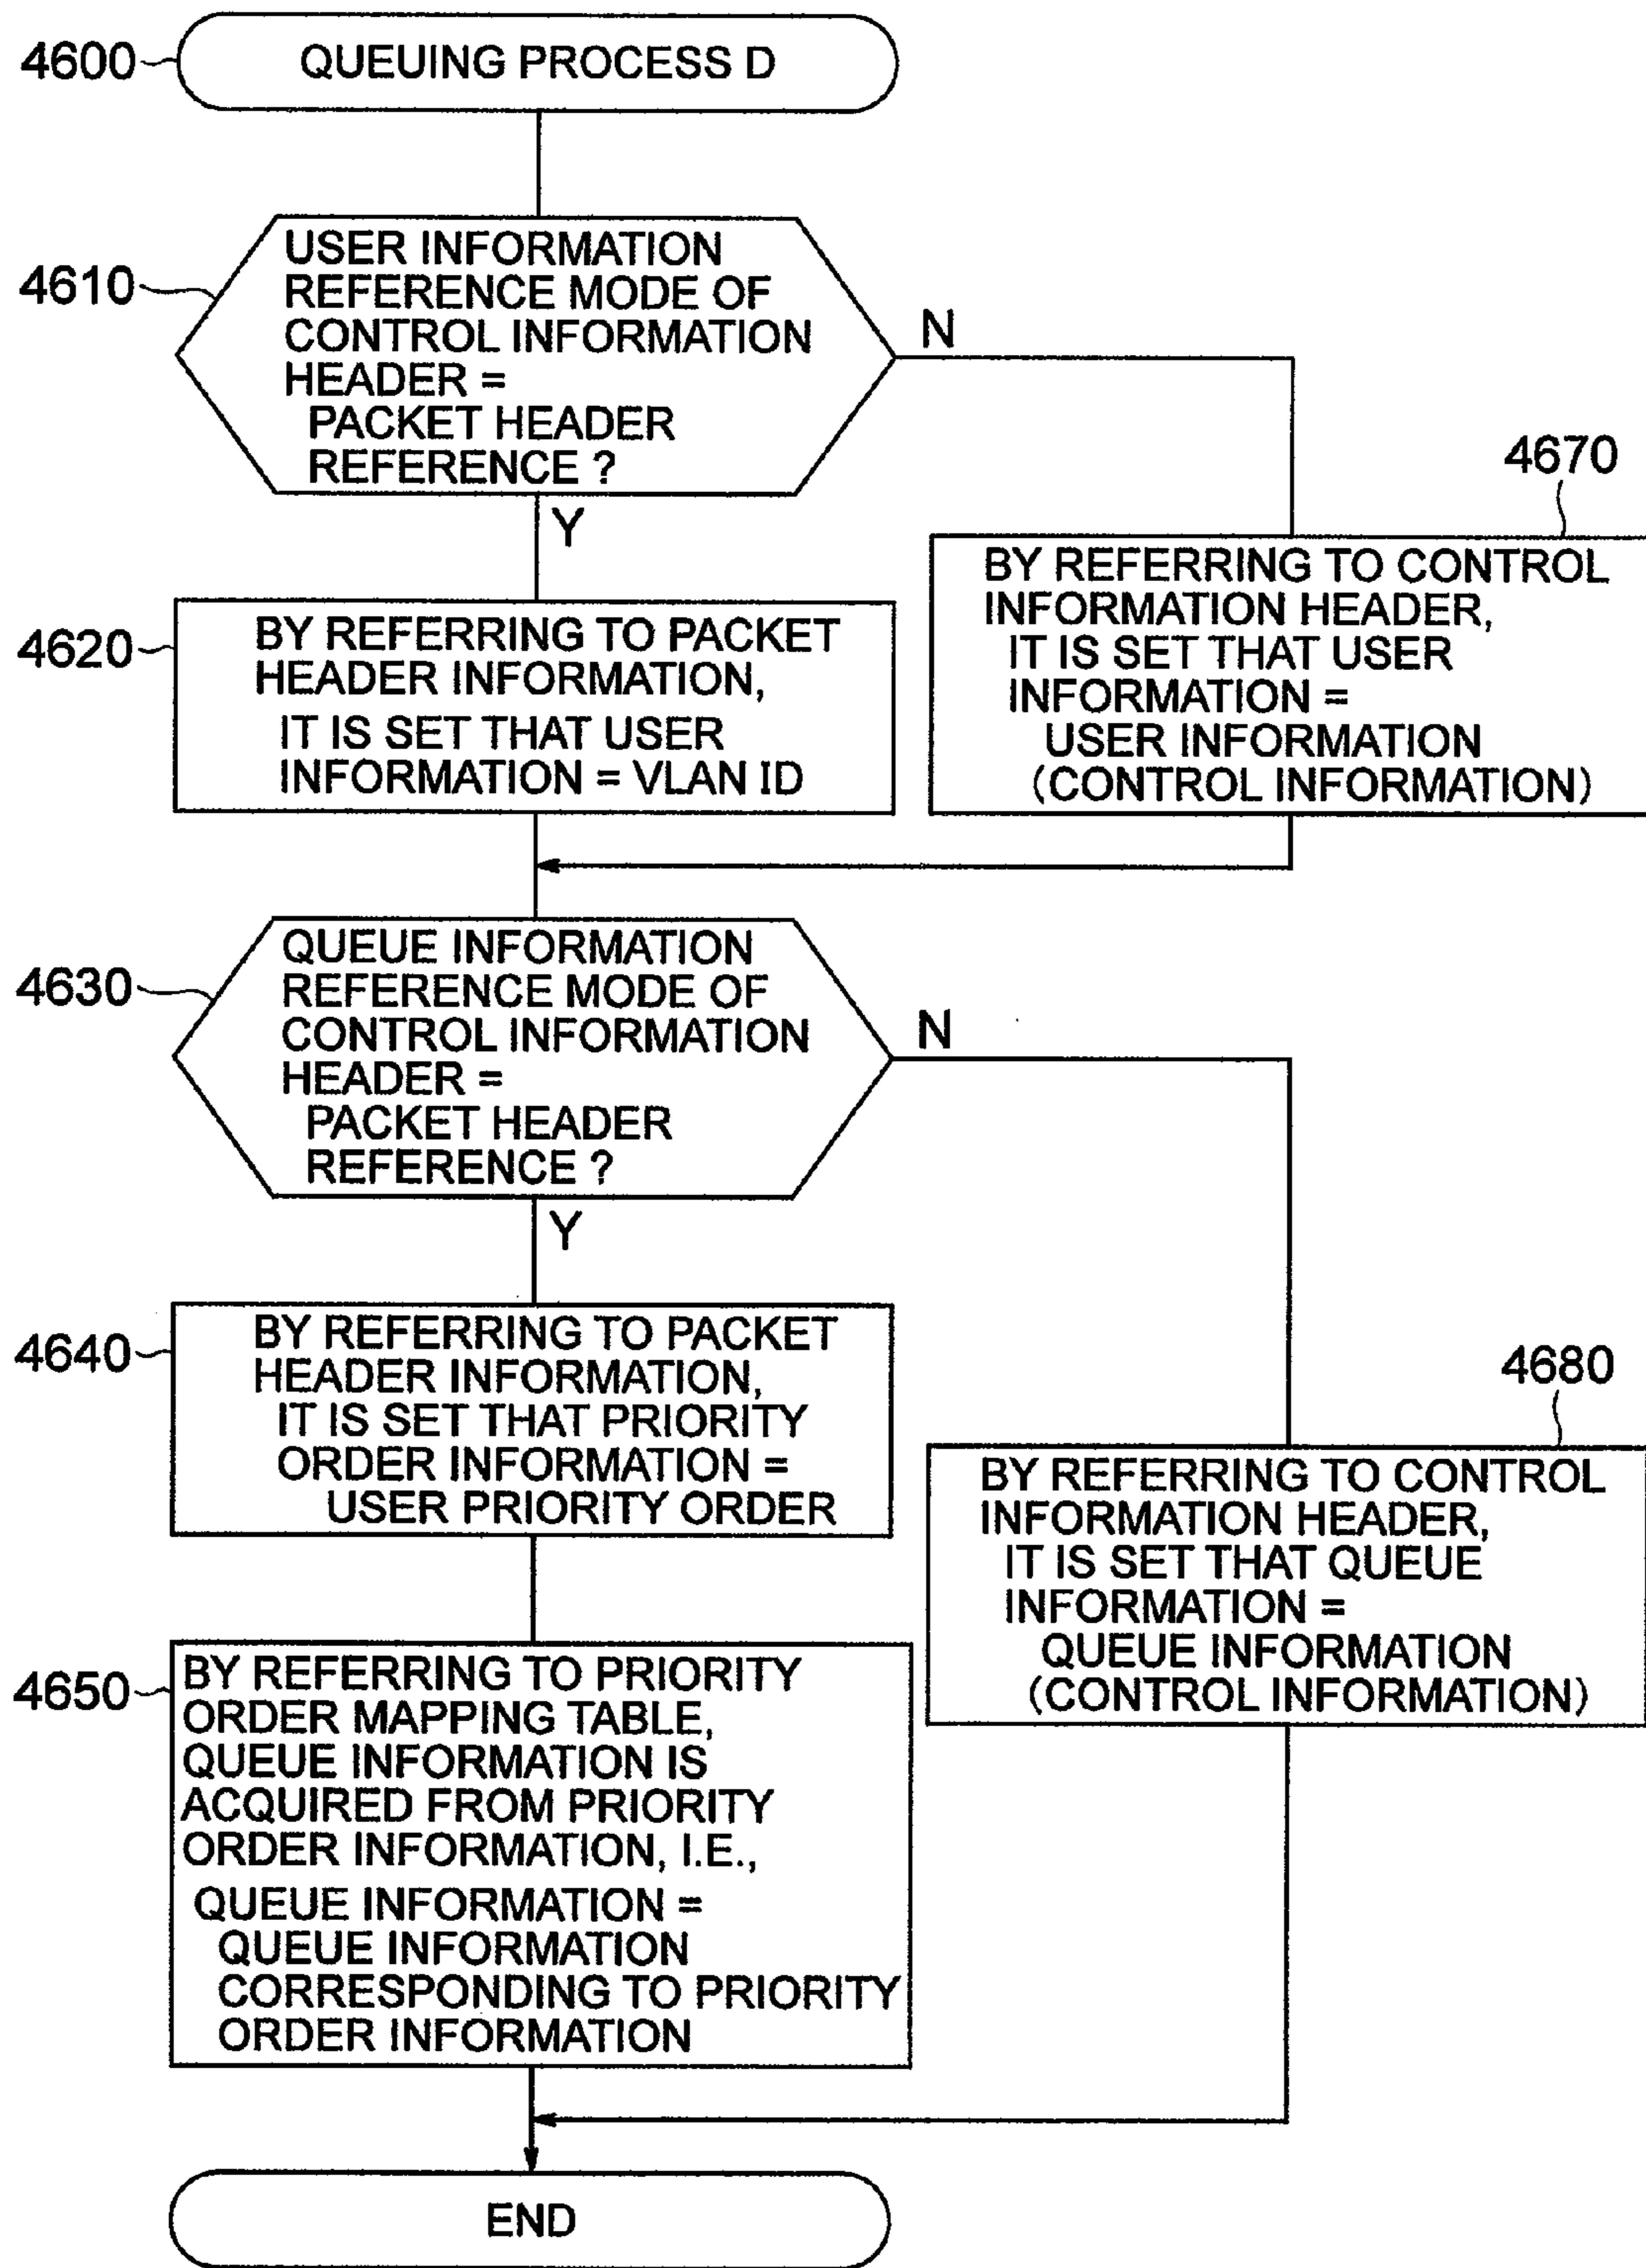 4600
QUEUING PROCESS D
4610
USER INFORMATION
REFERENCE MODE OF
CONTROL INFORMATION
HEADER =
PACKET HEADER
REFERENCE ?
N
Y
4670
BY REFERRING TO CONTROL
INFORMATION HEADER,
IT IS SET THAT USER
INFORMATION =
USER INFORMATION
(CONTROL INFORMATION)
4620
BY REFERRING TO PACKET
HEADER INFORMATION,
IT IS SET THAT USER
INFORMATION = VLAN ID
4630
QUEUE INFORMATION
REFERENCE MODE OF
CONTROL INFORMATION
HEADER =
PACKET HEADER
REFERENCE ?
N
Y
4640
BY REFERRING TO PACKET
HEADER INFORMATION,
IT IS SET THAT PRIORITY
ORDER INFORMATION =
USER PRIORITY ORDER
4680
BY REFERRING TO CONTROL
INFORMATION HEADER,
IT IS SET THAT QUEUE
INFORMATION =
QUEUE INFORMATION
(CONTROL INFORMATION)
4650
BY REFERRING TO PRIORITY
ORDER MAPPING TABLE,
QUEUE INFORMATION IS
ACQUIRED FROM PRIORITY
ORDER INFORMATION, I.E.,
QUEUE INFORMATION =
QUEUE INFORMATION
CORRESPONDING TO PRIORITY
ORDER INFORMATION
END